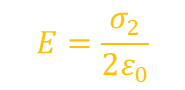 E = σ₂ / 2ε₀